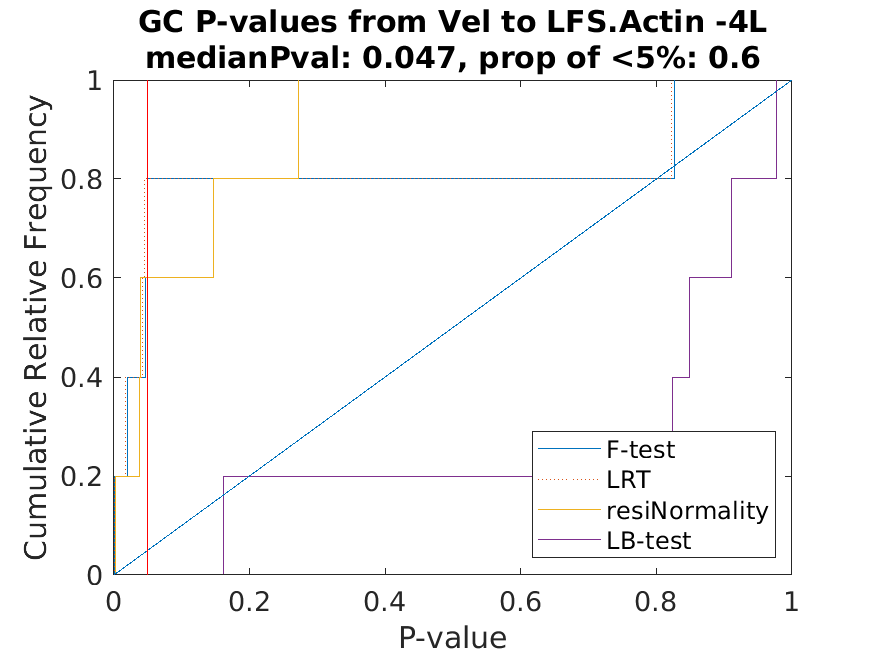 GC P-values from Vel to LFS.Actin -4L
medianPval: 0.047, prop of <5%: 0.6
Cumulative Relative Frequency
1
0.8
0.6
0.4
0.2
0
0
0.2
0.4
0.6
0.8
1
P-value
F-test
LRT
resiNormality
LB-test